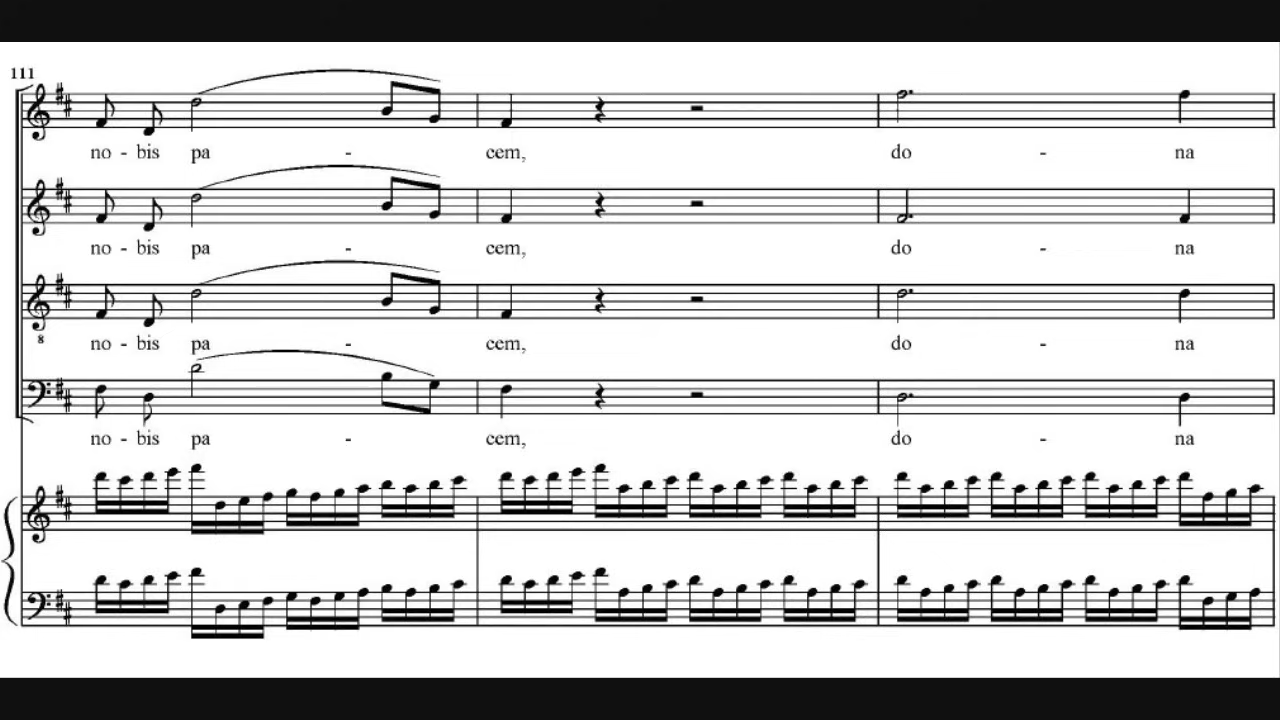 111
no - bis pa - cem, do - na
no - bis pa - cem, do - na
8
no - bis pa - cem, do - na
no - bis pa - cem, do - na